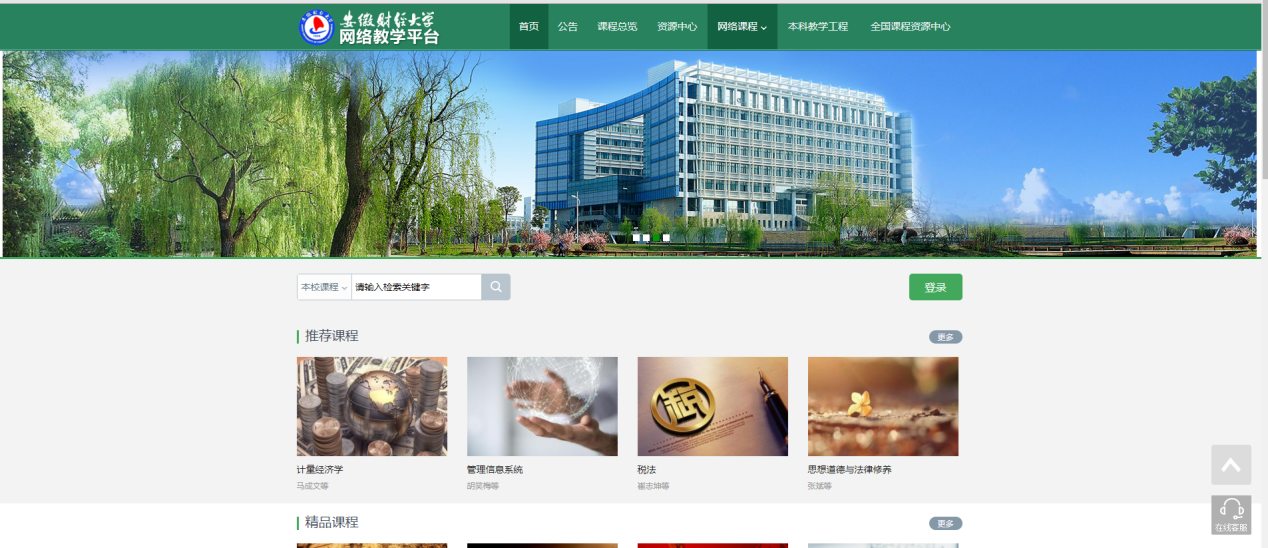 安徽财经大学
网络教学平台
首页
公告
课程总览
资源中心
网络课程
本科教学工程
全国课程资源中心
本校课程
请输入检索关键字
登录
推荐课程
更多
税
计量经济学
管理信息系统
税法
思想道德与法律修养
马成文等
胡笑梅等
崔志坤等
张斌等
在线客服
精品课程
更多